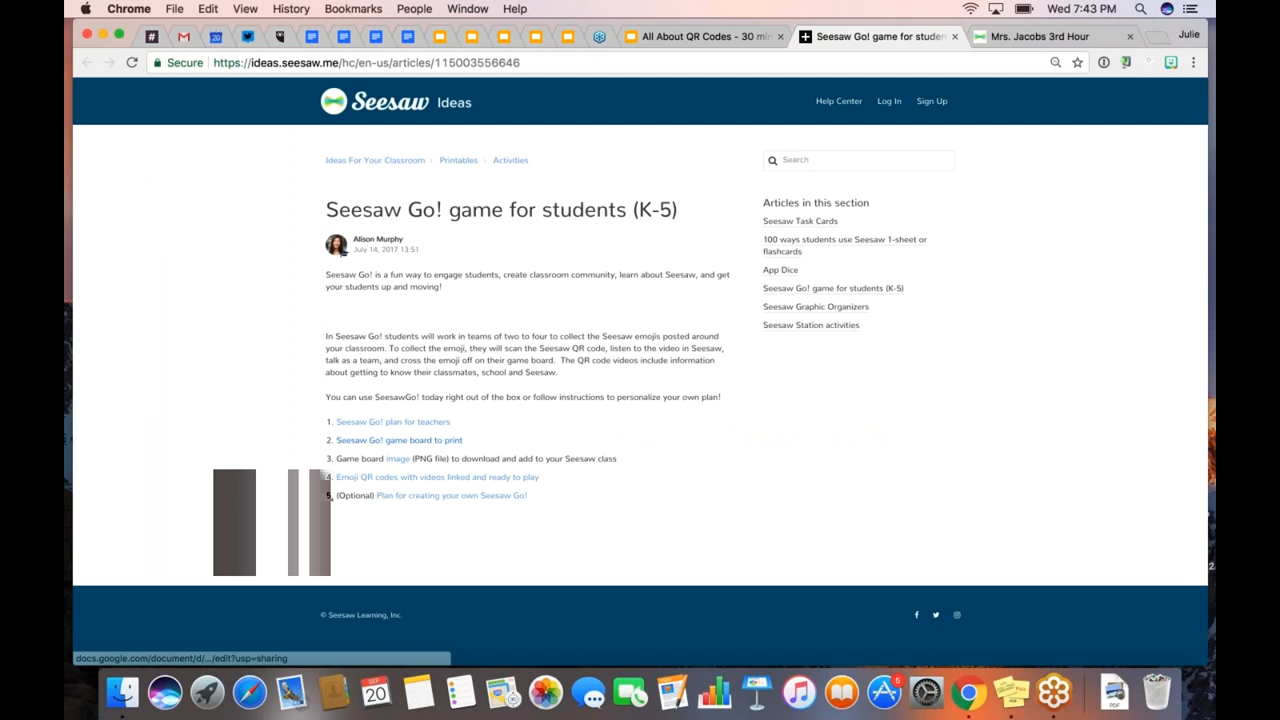 Chrome File Edit View History Bookmarks People Window Help Wed 7:43 PM
20 All About QR Codes - 30 min × Seesaw Go! game for studen × Mrs. Jacobs 3rd Hour × Julie
Secure https://ideas.seesaw.me/hc/en-us/articles/115003556646
Seesaw Ideas Help Center Log In Sign Up
Ideas For Your Classroom › Printables › Activities
Search
Seesaw Go! game for students (K-5)
Alison Murphy
July 14, 2017 13:51
Seesaw Go! is a fun way to engage students, create classroom community, learn about Seesaw, and get
your students up and moving!
In Seesaw Go! students will work in teams of two to four to collect the Seesaw emojis posted around
your classroom. To collect the emoji, they will scan the Seesaw QR code, listen to the video in Seesaw,
talk as a team, and cross the emoji off on their game board. The QR code videos include information
about getting to know their classmates, school and Seesaw.
You can use SeesawGo! today right out of the box or follow instructions to personalize your own plan!
1. Seesaw Go! plan for teachers
2. Seesaw Go! game board to print
3. Game board image (PNG file) to download and add to your Seesaw class
4. Emoji QR codes with videos linked and ready to play
5. (Optional) Plan for creating your own Seesaw Go!
Articles in this section
Seesaw Task Cards
100 ways students use Seesaw 1-sheet or
flashcards
App Dice
Seesaw Go! game for students (K-5)
Seesaw Graphic Organizers
Seesaw Station activities
© Seesaw Learning, Inc.
docs.google.com/document/d/.../edit?usp=sharing
SEP
20
5
PDF